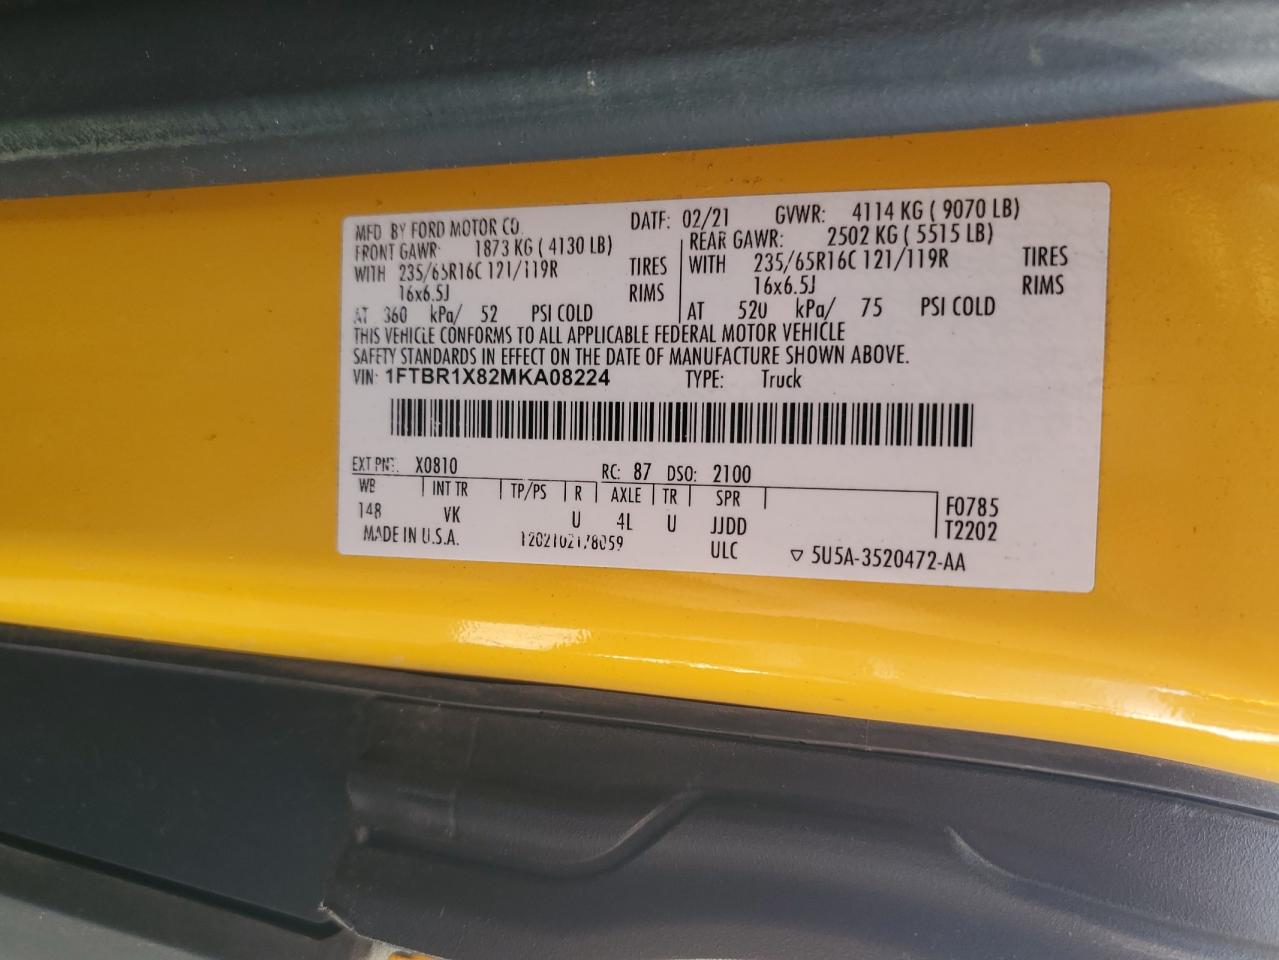 MFD BY FORD MOTOR CO. DATE: 02/21 GVWR: 4114 KG ( 9070 LB)
FRONT GAWR: 1873 KG ( 4130 LB) REAR GAWR: 2502 KG ( 5515 LB)
WITH 235/65R16C 121/119R TIRES WITH 235/65R16C 121/119R TIRES
16x6.5J RIMS 16x6.5J RIMS
AT 360 kPa/ 52 PSI COLD AT 520 kPa/ 75 PSI COLD
THIS VEHICLE CONFORMS TO ALL APPLICABLE FEDERAL MOTOR VEHICLE
SAFETY STANDARDS IN EFFECT ON THE DATE OF MANUFACTURE SHOWN ABOVE.
VIN: 1FTBR1X82MKA08224 TYPE: Truck
EXT PNT: X0810 RC: 87 DSO: 2100
WB INT TR TP/PS R AXLE TR SPR F0785
148 VK U 4L U JJDD T2202
MADE IN U.S.A. ULC ▽ 5U5A-3520472-AA